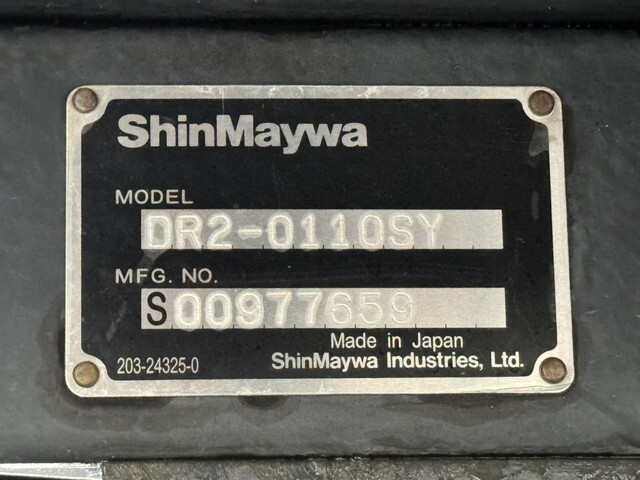 ShinMaywa
MODEL
DR2-0110SY
MFG. NO.
S00977659
Made in Japan
203-24325-0 ShinMaywa Industries, Ltd.